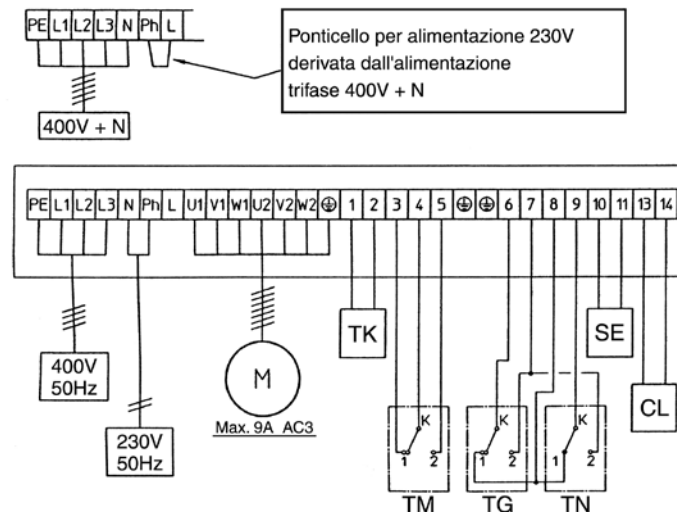 PE L1 L2 L3 N Ph L
400V + N
Ponticello per alimentazione 230V
derivata dall'alimentazione
trifase 400V + N
PE L1 L2 L3 N Ph L U1 V1 W1 U2 V2 W2 ⏚ 1 2 3 4 5 ⏚ ⏚ 6 7 8 9 10 11 13 14
400V
50Hz
230V
50Hz
M
Max. 9A AC3
TK
SE
CL
K
1 2
TM
K
1 2
TG
K
1 2
TN